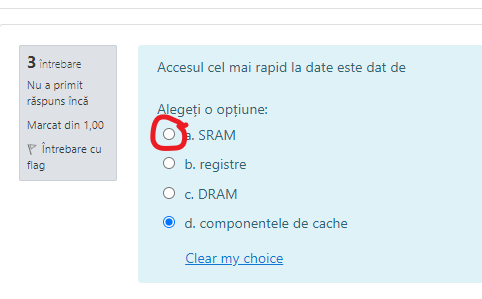 3 întrebare
Nu a primit
răspuns încă
Marcat din 1,00
Întrebare cu
flag
Accesul cel mai rapid la date este dat de
Alegeți o opțiune:
a. SRAM
b. registre
c. DRAM
d. componentele de cache
Clear my choice